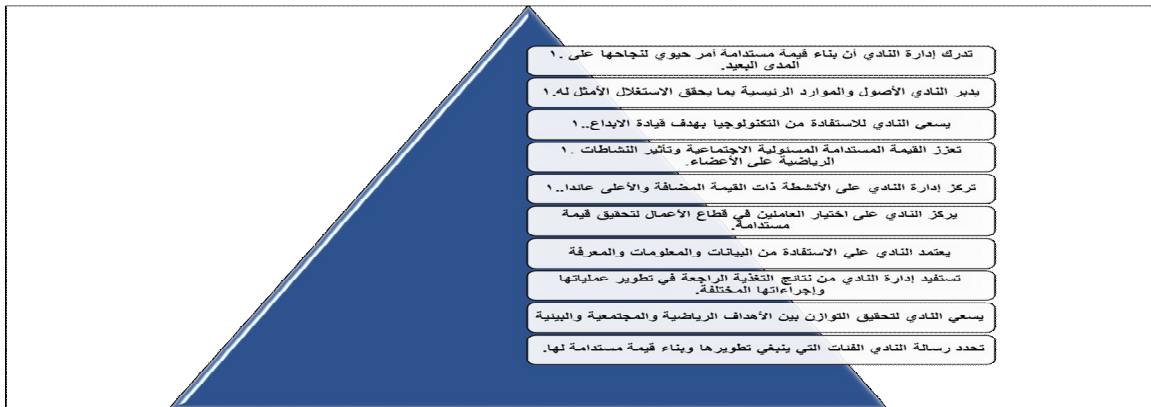 تدرك إدارة النادي أن بناء قيمة مستدامة أمر حيوي لنجاحها على .١
المدى البعيد.
يدير النادي الأصول والموارد الرئيسية بما يحقق الاستغلال الأمثل له.١
يسعي النادي للاستفادة من التكنولوجيا بهدف قيادة الابداع..١
تعزز القيمة المستدامة المسئولية الاجتماعية وتأثير النشاطات .١
الرياضية على الأعضاء.
تركز إدارة النادي على الأنشطة ذات القيمة المضافة والأعلى عائدا..١
يركز النادي على اختيار العاملين في قطاع الأعمال لتحقيق قيمة
مستدامة.
يعتمد النادي علي الاستفادة من البيانات والمعلومات والمعرفة
تستفيد إدارة النادي من نتائج التغذية الراجعة في تطوير عملياتها
وإجراءاتها المختلفة.
يسعي النادي لتحقيق التوازن بين الأهداف الرياضية والمجتمعية والبيئية
تحدد رسالة النادي الفئات التي ينبغي تطويرها وبناء قيمة مستدامة لها.